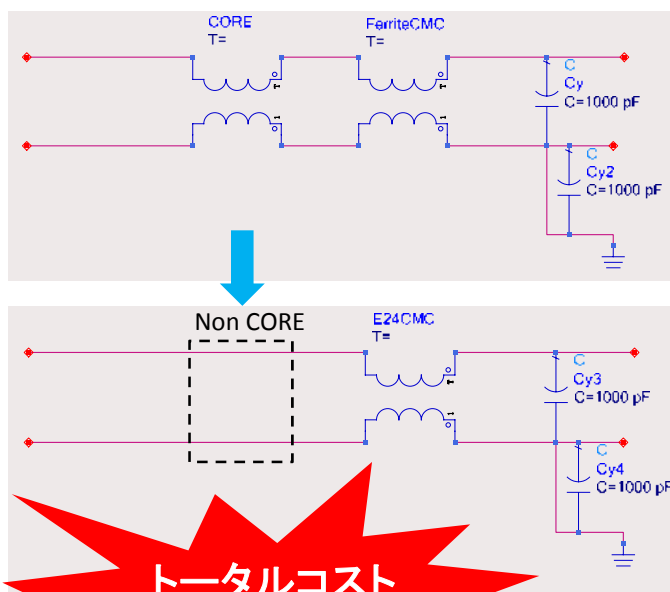 CORE
T=
FerriteCMC
T=
C
Cy
C=1000 pF
C
Cy2
C=1000 pF
Non CORE
E24CMC
T=
C
Cy3
C=1000 pF
C
Cy4
C=1000 pF
トータルコスト